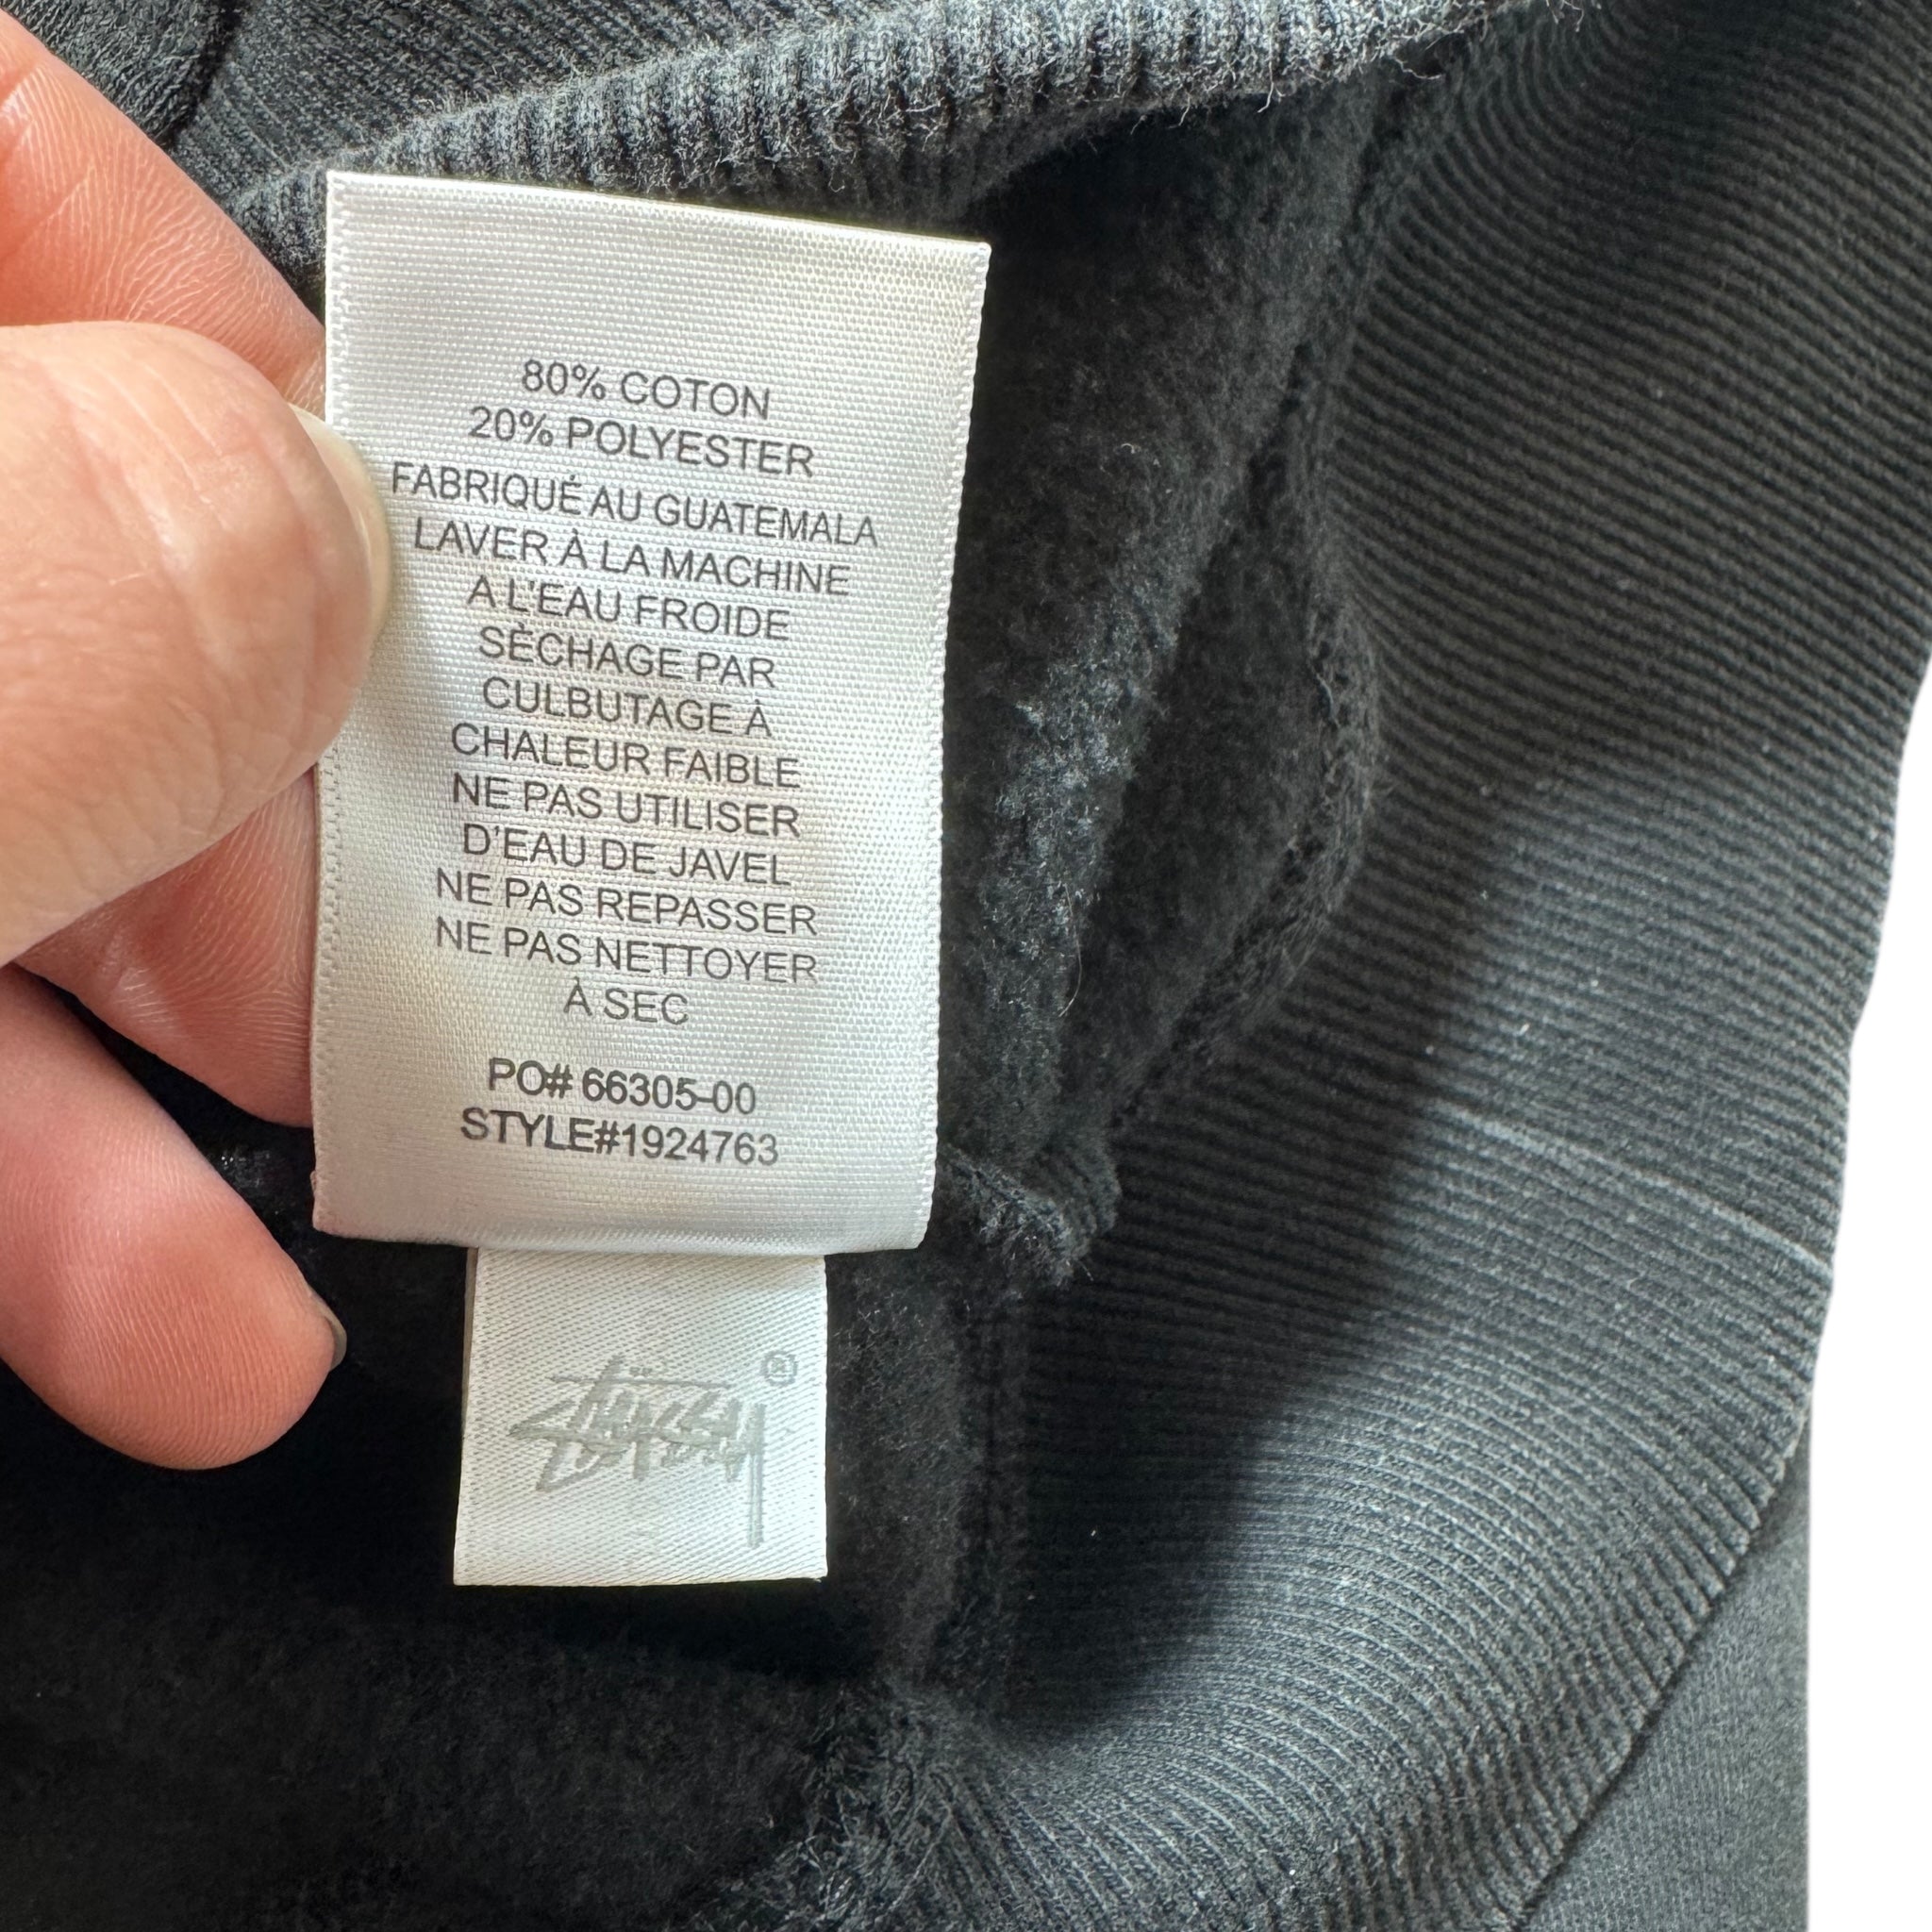 80% COTON
20% POLYESTER
FABRIQUÉ AU GUATEMALA
LAVER À LA MACHINE
A L'EAU FROIDE
SÉCHAGE PAR
CULBUTAGE À
CHALEUR FAIBLE
NE PAS UTILISER
D'EAU DE JAVEL
NE PAS REPASSER
NE PAS NETTOYER
À SEC
PO# 66305-00
STYLE#1924763
Stüssy ®